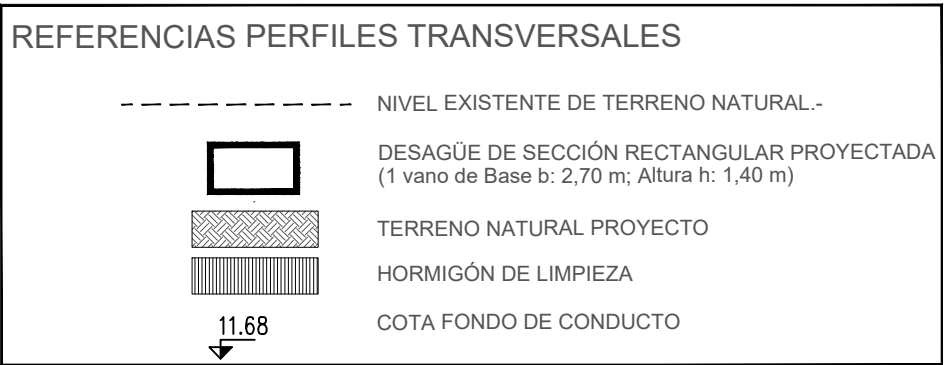 REFERENCIAS PERFILES TRANSVERSALES
NIVEL EXISTENTE DE TERRENO NATURAL.-
DESAGÜE DE SECCIÓN RECTANGULAR PROYECTADA
(1 vano de Base b: 2,70 m; Altura h: 1,40 m)
TERRENO NATURAL PROYECTO
HORMIGÓN DE LIMPIEZA
11.68 COTA FONDO DE CONDUCTO